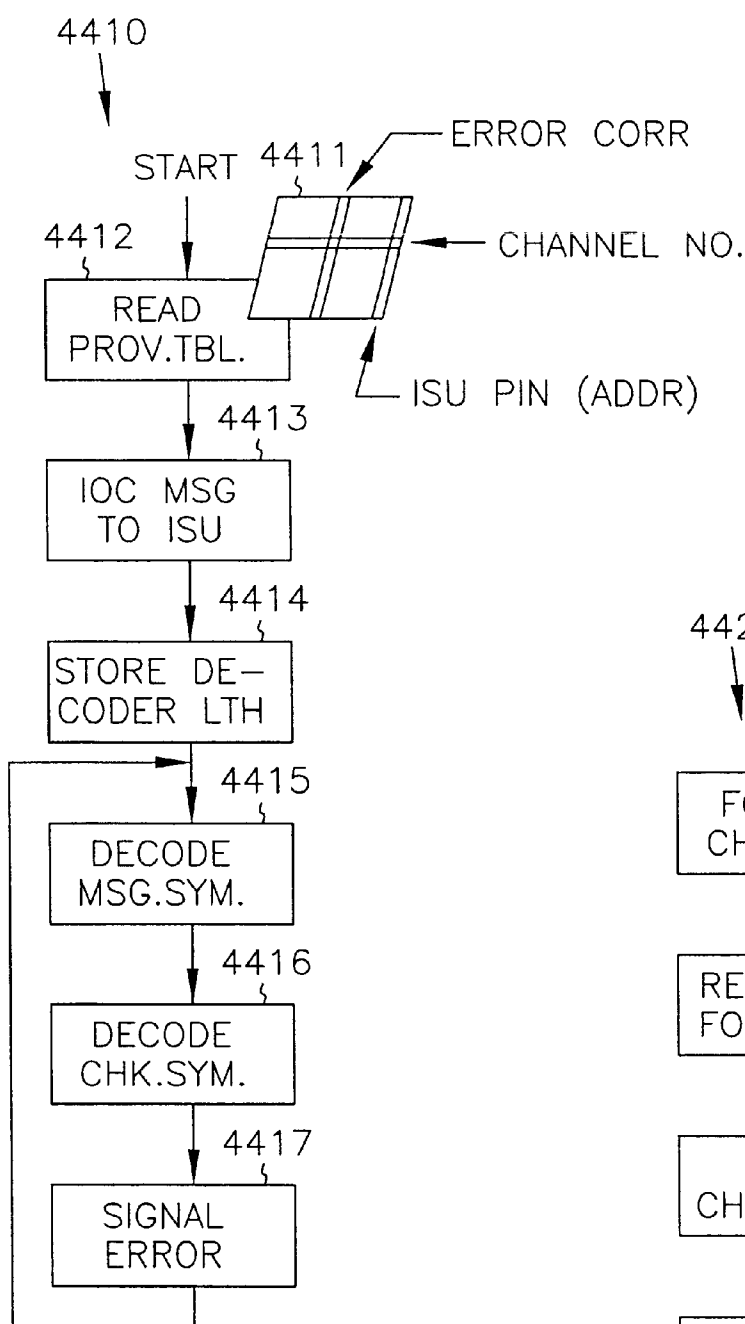 4410
START
4411
ERROR CORR
CHANNEL NO.
ISU PIN (ADDR)
4412
READ
PROV.TBL.
4413
IOC MSG
TO ISU
4414
STORE DE-
CODER LTH
4415
DECODE
MSG.SYM.
4416
DECODE
CHK.SYM.
4417
SIGNAL
ERROR